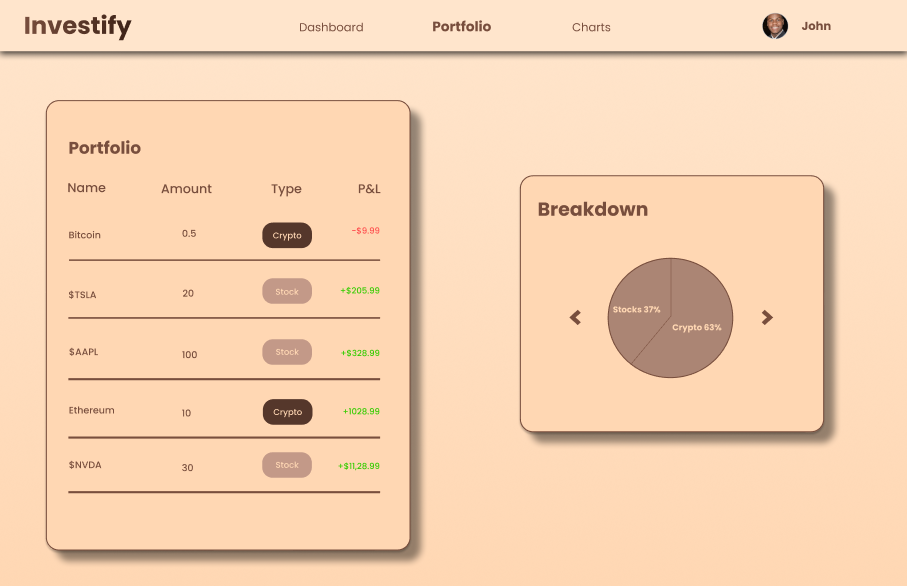 Investify
Dashboard
Portfolio
Charts
John
Portfolio
Name Amount Type P&L
Bitcoin 0.5 Crypto -$9.99
$TSLA 20 Stock +$205.99
$AAPL 100 Stock +$328.99
Ethereum 10 Crypto +1028.99
$NVDA 30 Stock +$11,28.99
Breakdown
Stocks 37%
Crypto 63%